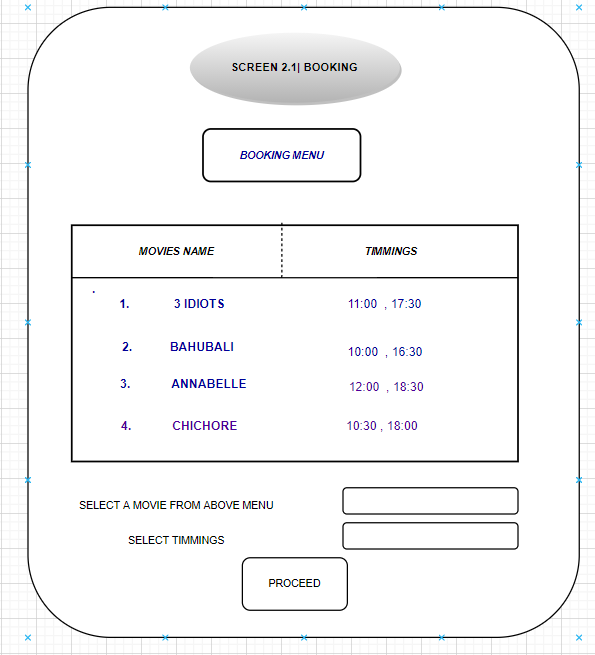 SCREEN 2.1| BOOKING
BOOKING MENU
MOVIES NAME TIMMINGS
1. 3 IDIOTS 11:00 , 17:30
2. BAHUBALI 10:00 , 16:30
3. ANNABELLE 12:00 , 18:30
4. CHICHORE 10:30 , 18:00
SELECT A MOVIE FROM ABOVE MENU
SELECT TIMMINGS
PROCEED